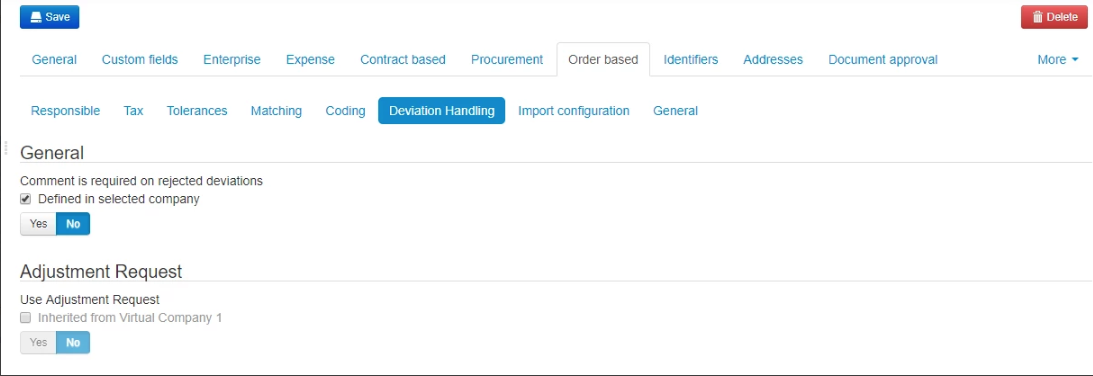 Save Delete
General Custom fields Enterprise Expense Contract based Procurement Order based Identifiers Addresses Document approval More
Responsible Tax Tolerances Matching Coding Deviation Handling Import configuration General
General
Comment is required on rejected deviations
Defined in selected company
Yes No
Adjustment Request
Use Adjustment Request
Inherited from Virtual Company 1
Yes No